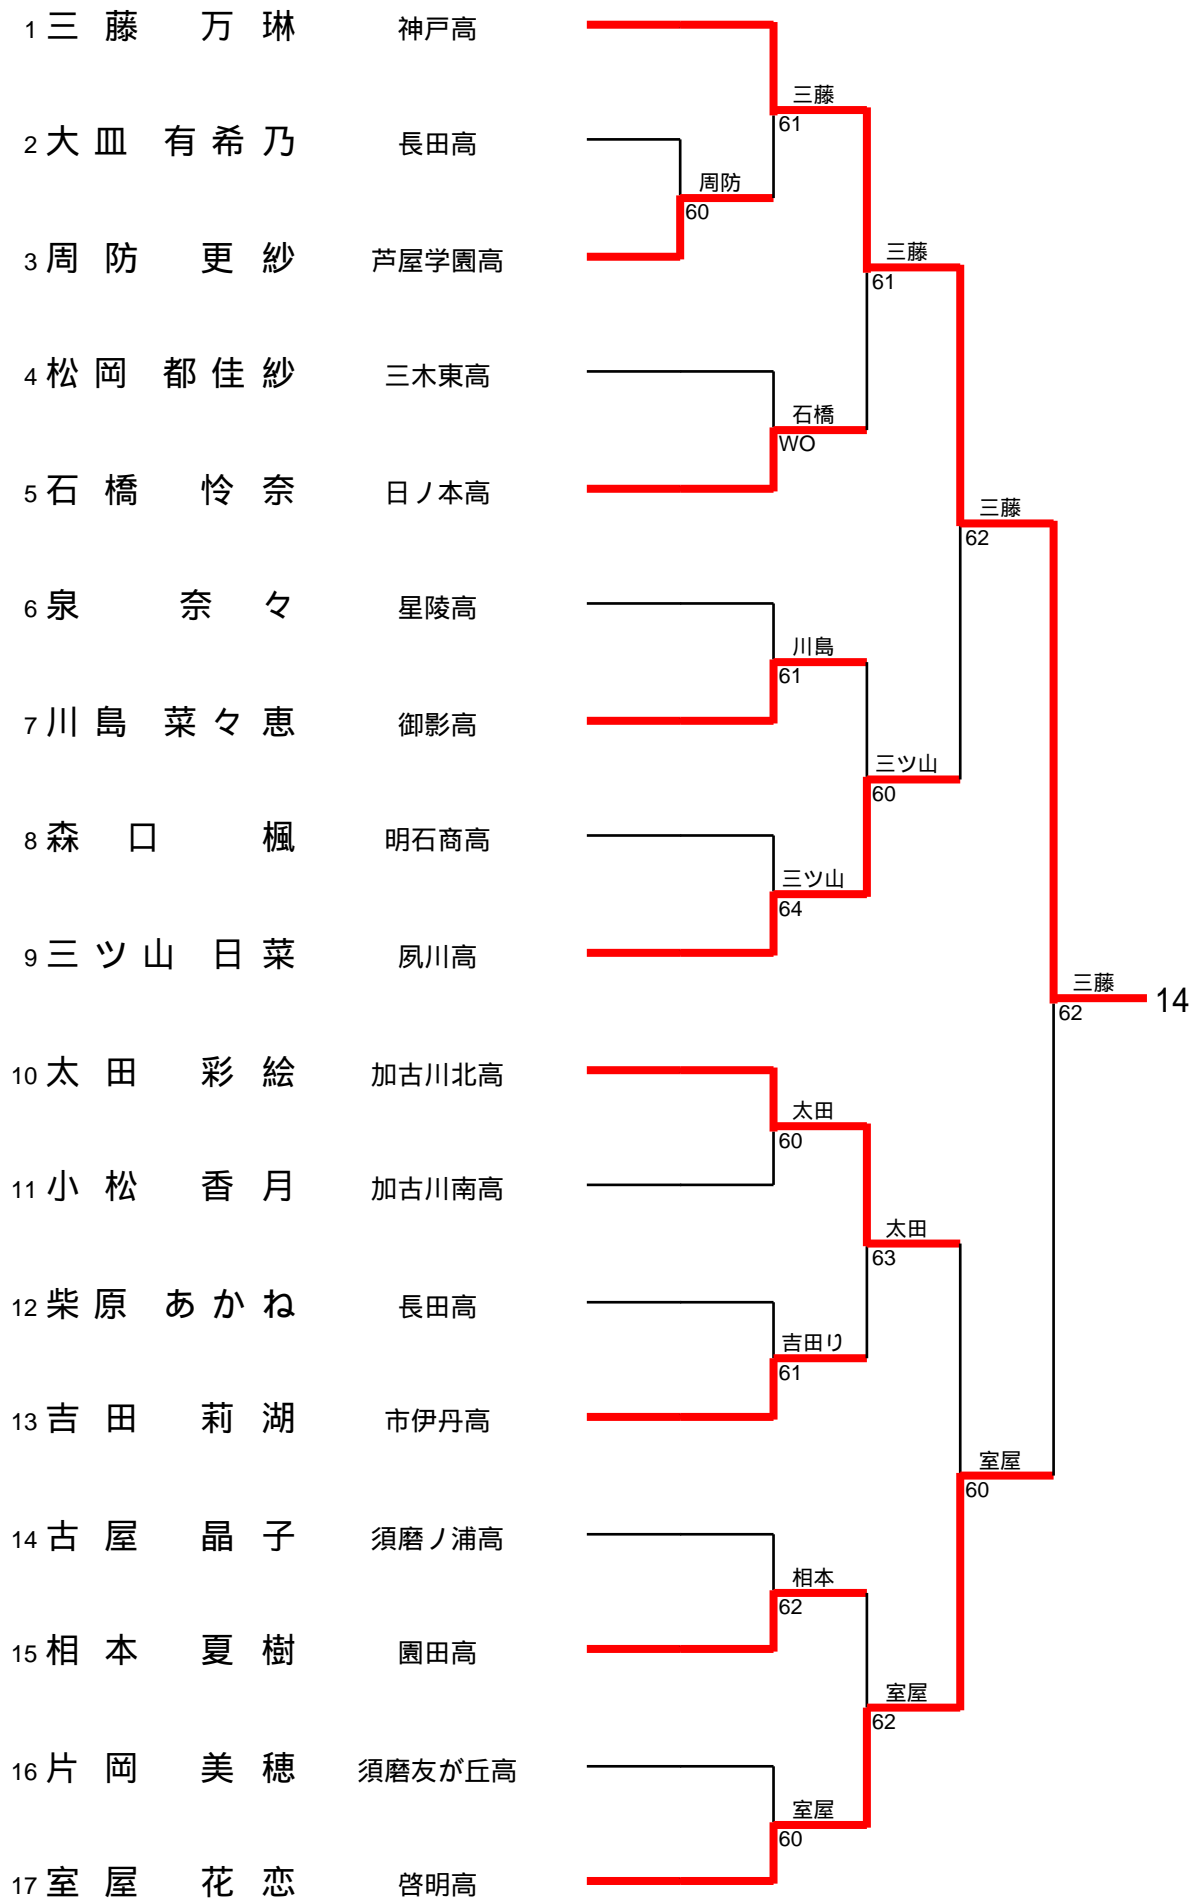 1 三藤 万琳 神戸高
三藤
61
2 大皿 有希乃 長田高
周防
60
3 周防 更紗 芦屋学園高
三藤
61
4 松岡 都佳紗 三木東高
石橋
WO
5 石橋 怜奈 日ノ本高
三藤
62
6 泉 奈々 星陵高
川島
61
7 川島 菜々恵 御影高
三ツ山
60
8 森口 楓 明石商高
三ツ山
64
9 三ツ山 日菜 夙川高
三藤
62
14
10 太田 彩絵 加古川北高
太田
60
11 小松 香月 加古川南高
太田
63
12 柴原 あかね 長田高
吉田り
61
13 吉田 莉湖 市伊丹高
室屋
60
14 古屋 晶子 須磨ノ浦高
相本
62
15 相本 夏樹 園田高
室屋
62
16 片岡 美穂 須磨友が丘高
室屋
60
17 室屋 花恋 啓明高